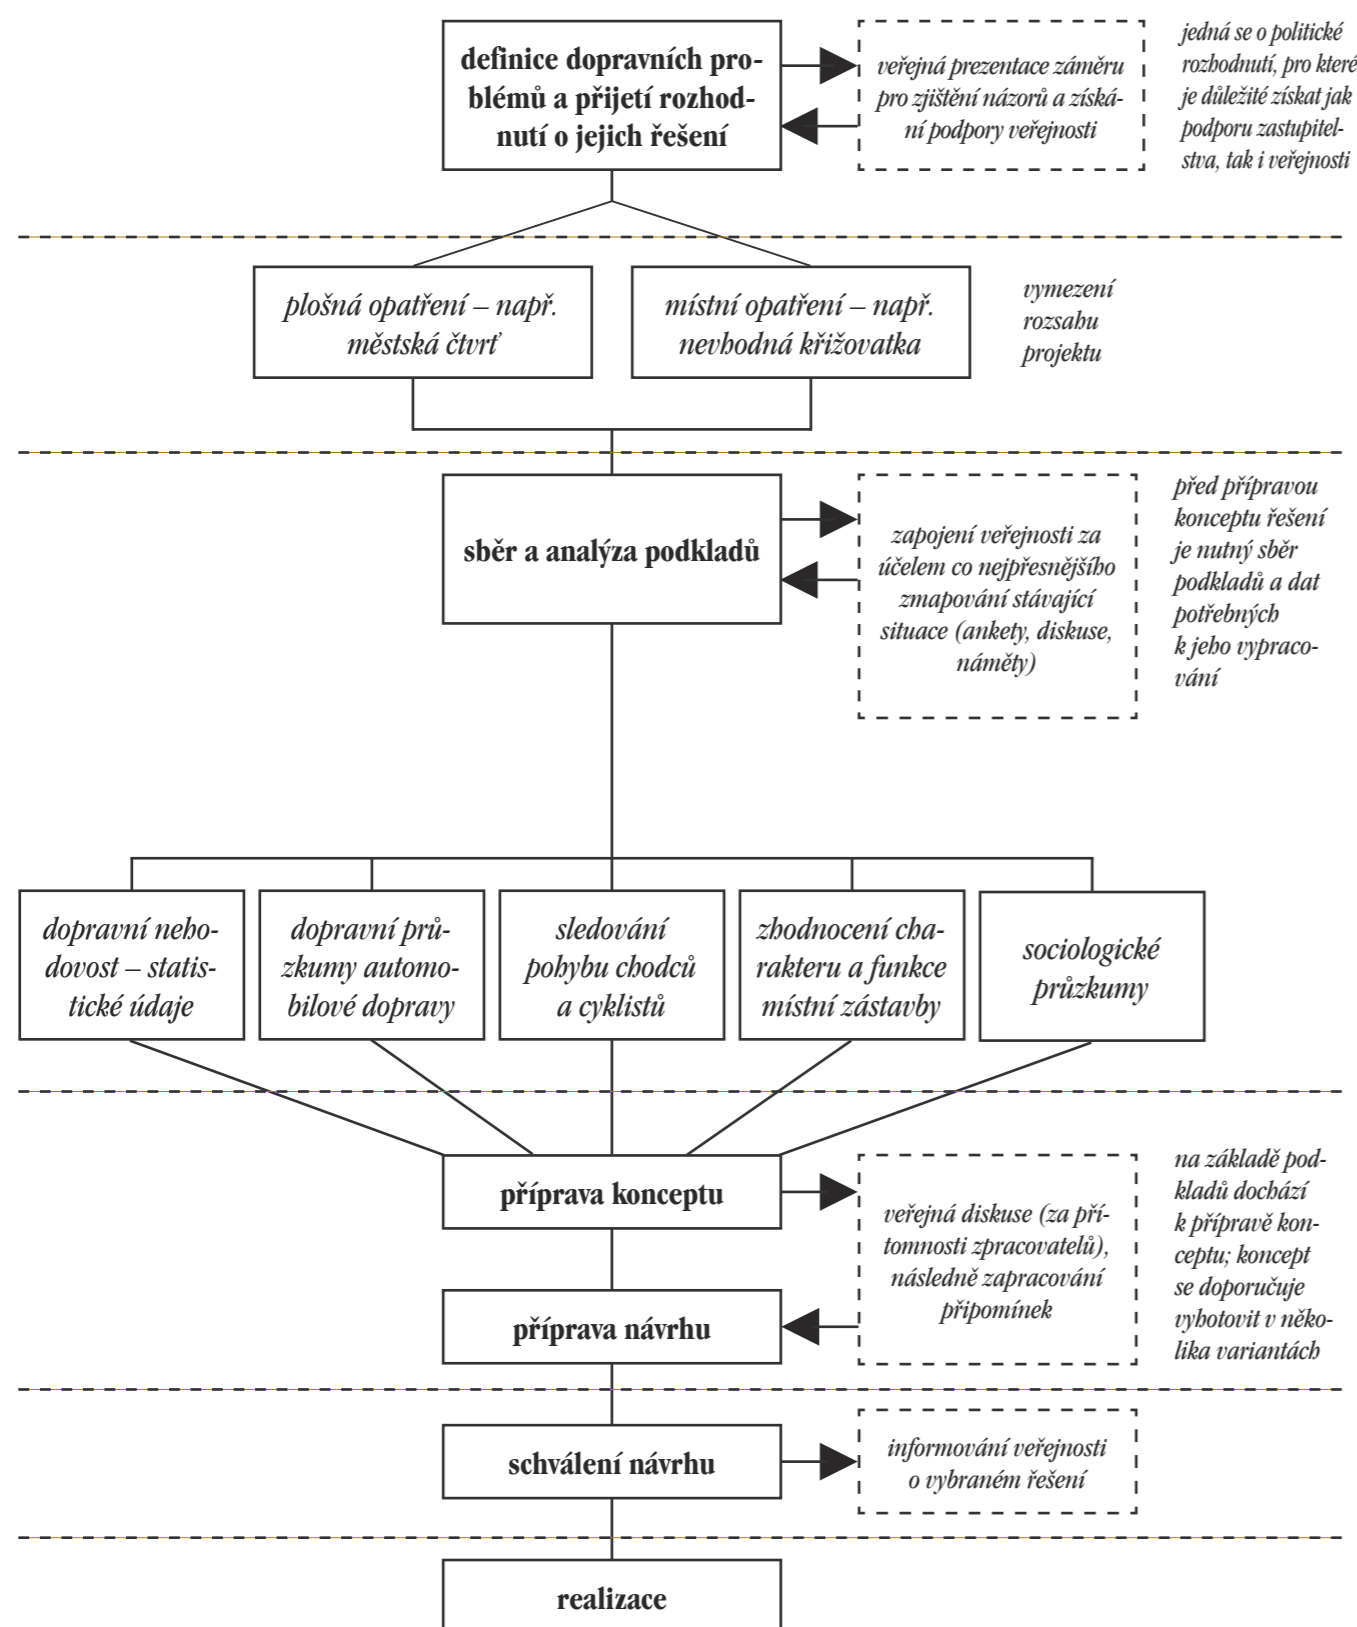 definice dopravních pro-
blémů a přijetí rozhod-
nutí o jejich řešení
veřejná prezentace záměru
pro zjištění názorů a získá-
ní podpory veřejnosti
jedná se o politické
rozhodnutí, pro které
je důležité získat jak
podporu zastupitel-
stva, tak i veřejnosti
plošná opatření – např.
městská čtvrť
místní opatření – např.
nevhodná křižovatka
vymezení
rozsahu
projektu
sběr a analýza podkladů
zapojení veřejnosti za
účelem co nejpřesnějšího
zmapování stávající
situace (ankety, diskuse,
náměty)
před přípravou
konceptu řešení
je nutný sběr
podkladů a dat
potřebných
k jeho vypraco-
vání
dopravní neho-
dovost – statis-
tické údaje
dopravní prů-
zkumy automo-
bilové dopravy
sledování
pohybu chodců
a cyklistů
zhodnocení cha-
rakteru a funkce
místní zástavby
sociologické
průzkumy
příprava konceptu
veřejná diskuse (za pří-
tomnosti zpracovatelů),
následně zapracování
připomínek
na základě pod-
kladů dochází
k přípravě kon-
ceptu; koncept
se doporučuje
vyhotovit v něko-
lika variantách
příprava návrhu
schválení návrhu
informování veřejnosti
o vybraném řešení
realizace